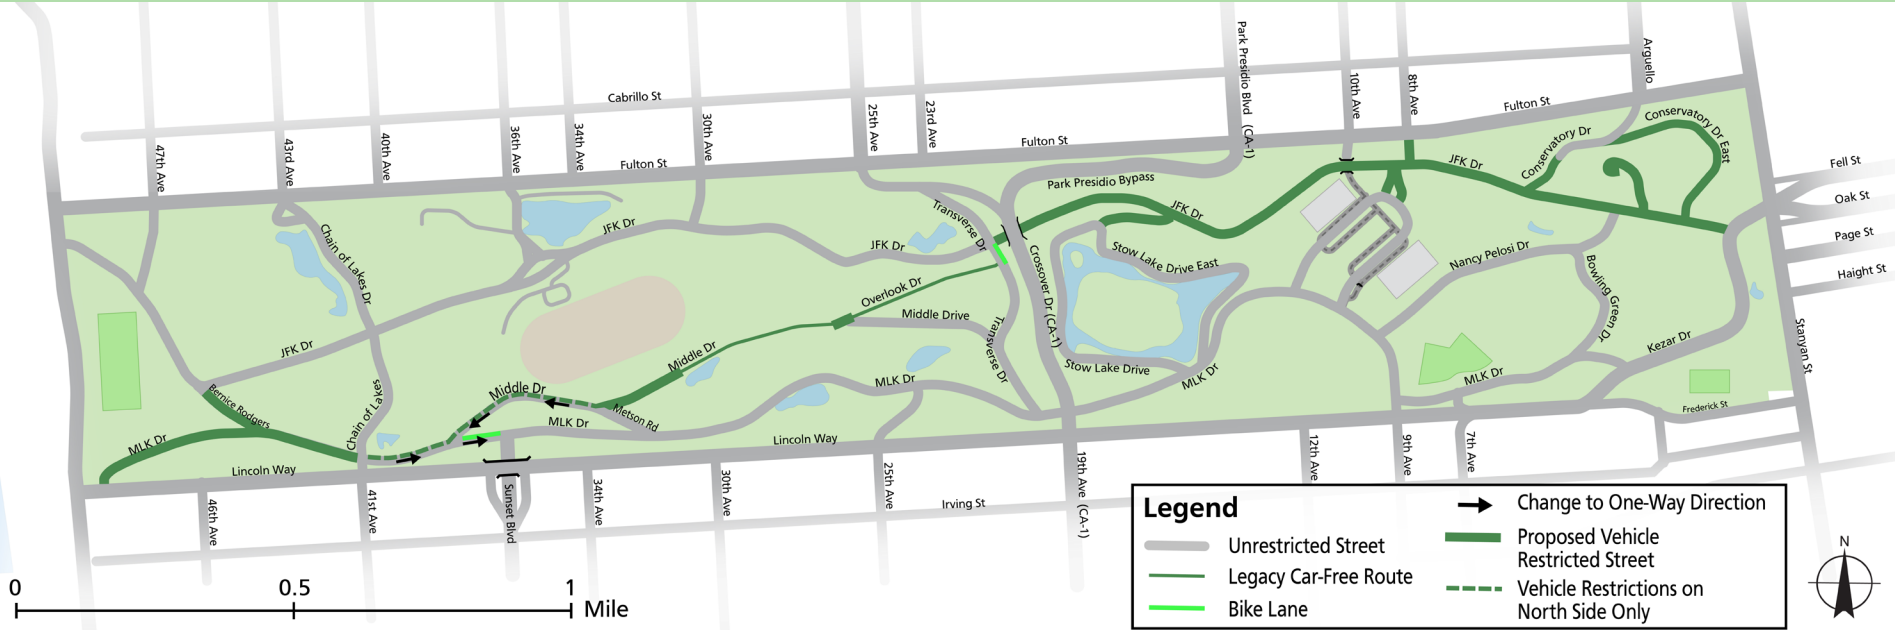 Cabrillo St
Park Presidio Blvd (CA-1)
Arguello
10th Ave
8th Ave
47th Ave
43rd Ave
40th Ave
36th Ave
34th Ave
30th Ave
25th Ave
23rd Ave
Fulton St
Fulton St
Fulton St
Conservatory Dr
Conservatory Dr East
JFK Dr
Fell St
Oak St
Page St
Haight St
Park Presidio Bypass
JFK Dr
Transverse Dr
JFK Dr
JFK Dr
Chain of Lakes Dr
Crossover Dr (CA-1)
Stow Lake Drive East
Nancy Pelosi Dr
Bowling Green Dr
Overlook Dr
Middle Drive
Transverse Dr
JFK Dr
Middle Dr
Stow Lake Drive
MLK Dr
MLK Dr
Kezar Dr
Stanyan St
Bernice Rodgers
Chain of Lakes
Middle Dr
Metson Rd
MLK Dr
MLK Dr
MLK Dr
Lincoln Way
Lincoln Way
Frederick St
46th Ave
41st Ave
Sunset Blvd
34th Ave
30th Ave
25th Ave
19th Ave (CA-1)
12th Ave
9th Ave
7th Ave
Irving St
0
0.5
1
Mile
Legend
Unrestricted Street
Legacy Car-Free Route
Bike Lane
Change to One-Way Direction
Proposed Vehicle
Restricted Street
Vehicle Restrictions on
North Side Only
N